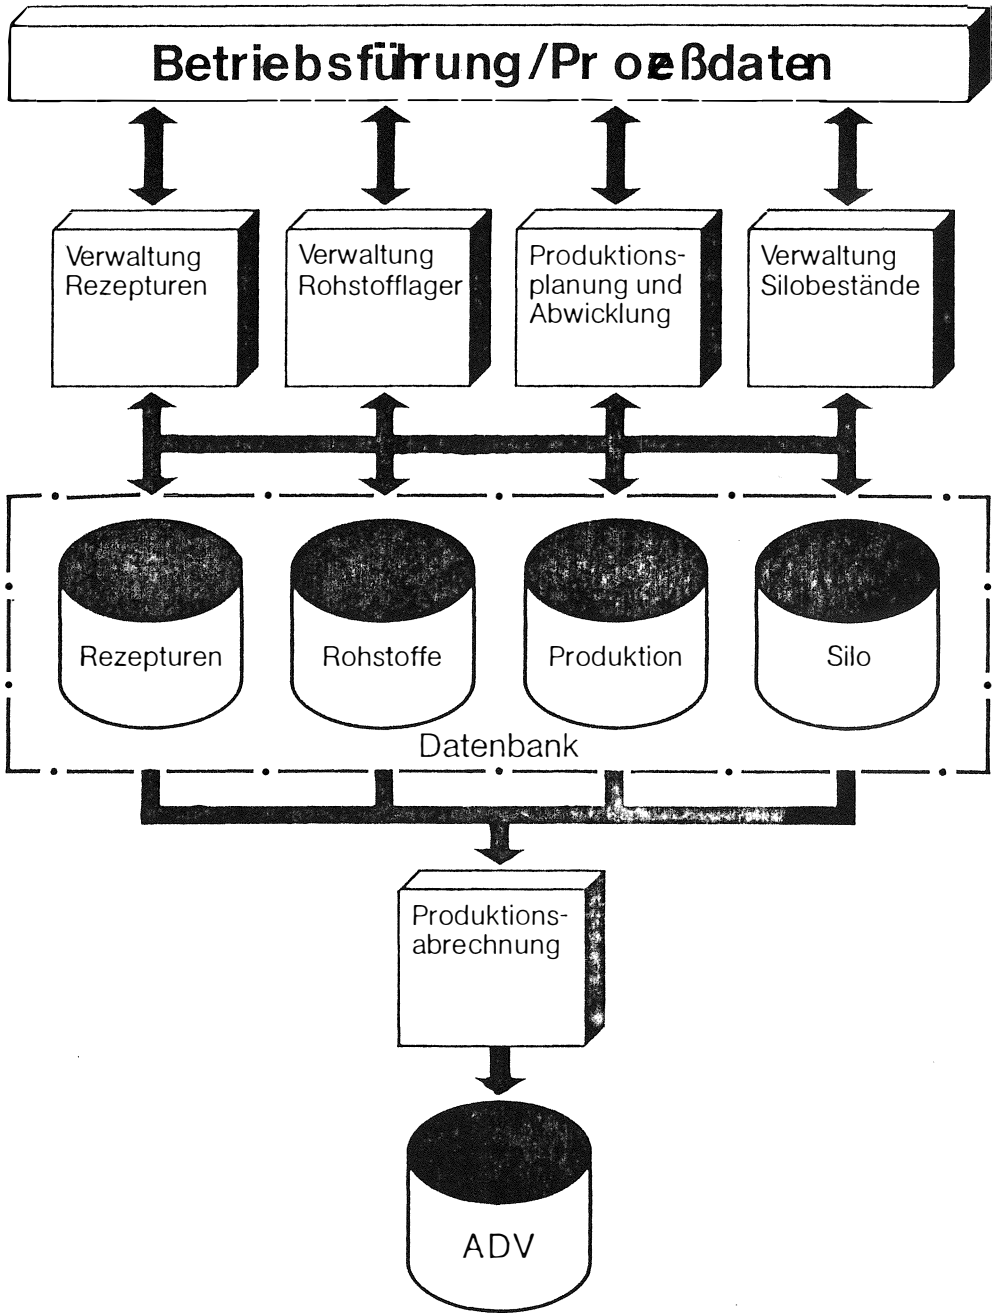 Betriebsführung/Prozeßdaten
Verwaltung
Rezepturen
Verwaltung
Rohstofflager
Produktions-
planung und
Abwicklung
Verwaltung
Silobestände
Rezepturen
Rohstoffe
Produktion
Silo
Datenbank
Produktions-
abrechnung
ADV